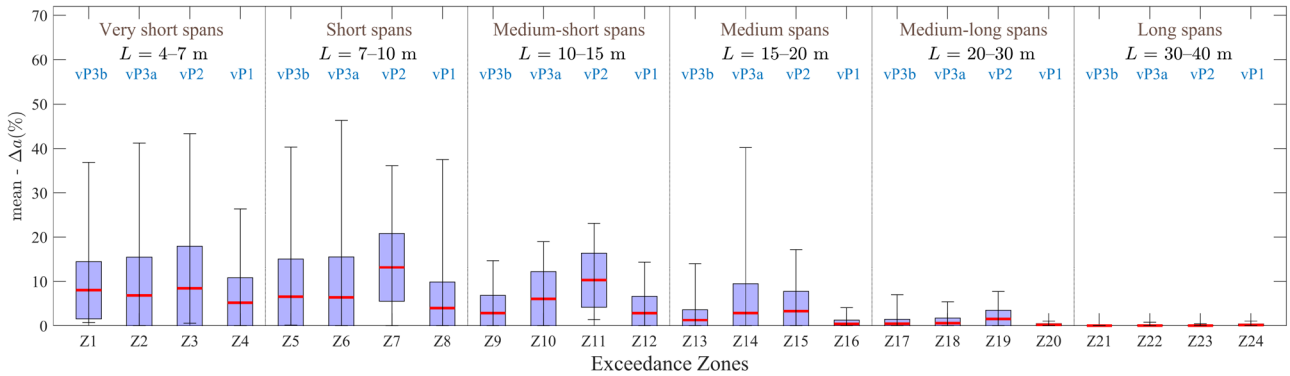 Very short spans Short spans Medium-short spans Medium spans Medium-long spans Long spans
L = 4–7 m L = 7–10 m L = 10–15 m L = 15–20 m L = 20–30 m L = 30–40 m
vP3b vP3a vP2 vP1 vP3b vP3a vP2 vP1 vP3b vP3a vP2 vP1 vP3b vP3a vP2 vP1 vP3b vP3a vP2 vP1 vP3b vP3a vP2 vP1
mean - Δa(%)
70
60
50
40
30
20
10
0
Z1 Z2 Z3 Z4 Z5 Z6 Z7 Z8 Z9 Z10 Z11 Z12 Z13 Z14 Z15 Z16 Z17 Z18 Z19 Z20 Z21 Z22 Z23 Z24
Exceedance Zones